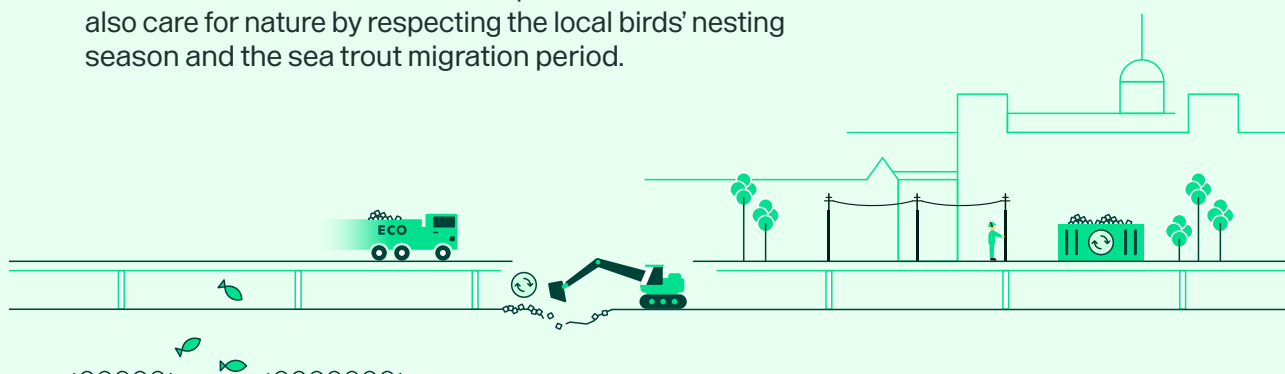 also care for nature by respecting the local birds’ nesting
season and the sea trout migration period.
ECO